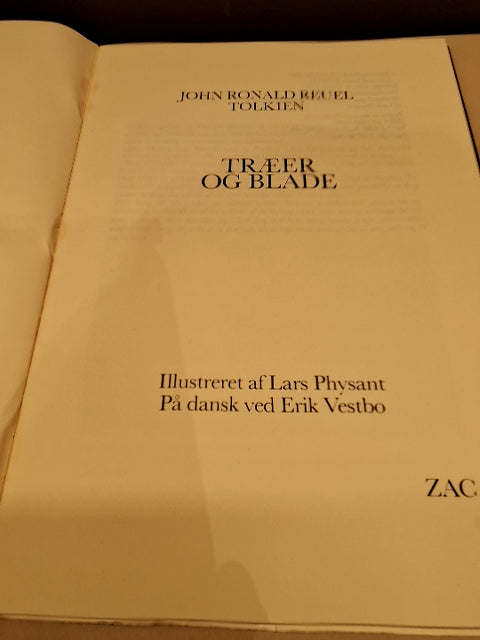 JOHN RONALD REUEL
TOLKIEN
TRÆER
OG BLADE
Illustreret af Lars Physant
På dansk ved Erik Vestbo
ZAC